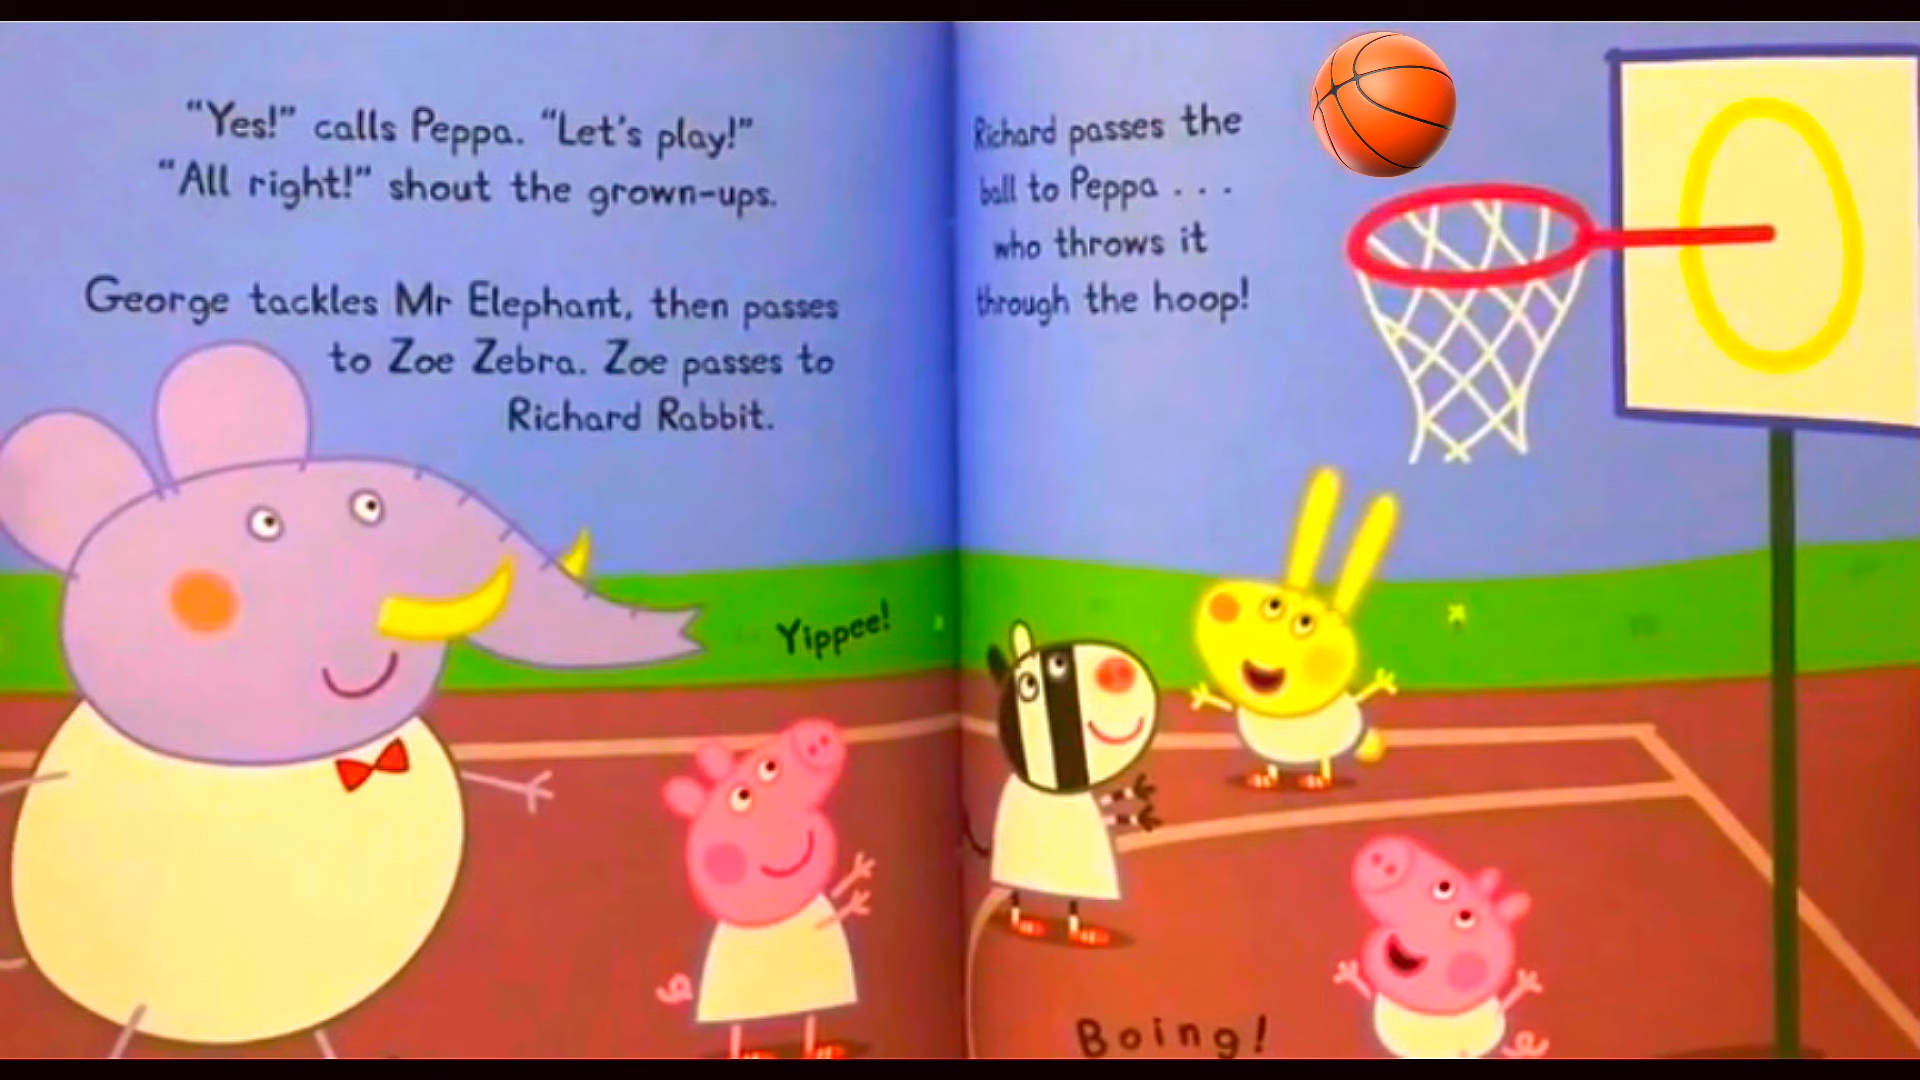 “Yes!” calls Peppa. “Let’s play!”
“All right!” shout the grown-ups.
George tackles Mr Elephant, then passes
to Zoe Zebra. Zoe passes to
Richard Rabbit.
Yippee!
Richard passes the
ball to Peppa . . .
who throws it
through the hoop!
Boing!